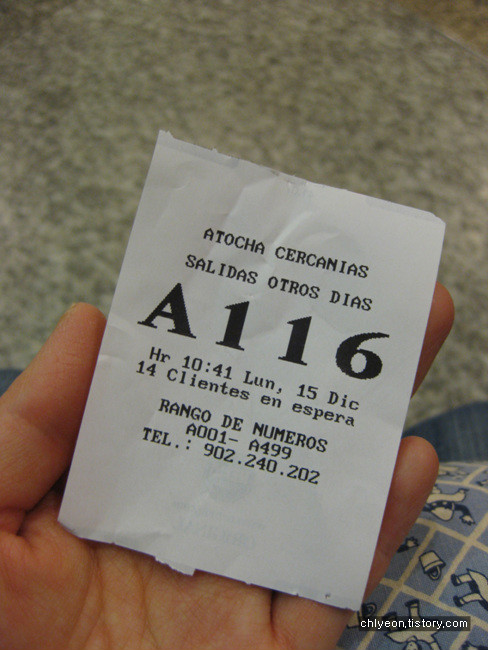 ATOCHA CERCANIAS
SALIDAS OTROS DIAS
A116
Hr 10:41 Lun, 15 Dic
14 Clientes en espera
RANGO DE NUMEROS
A001- A499
TEL.: 902.240.202
chlyeon.tistory.com